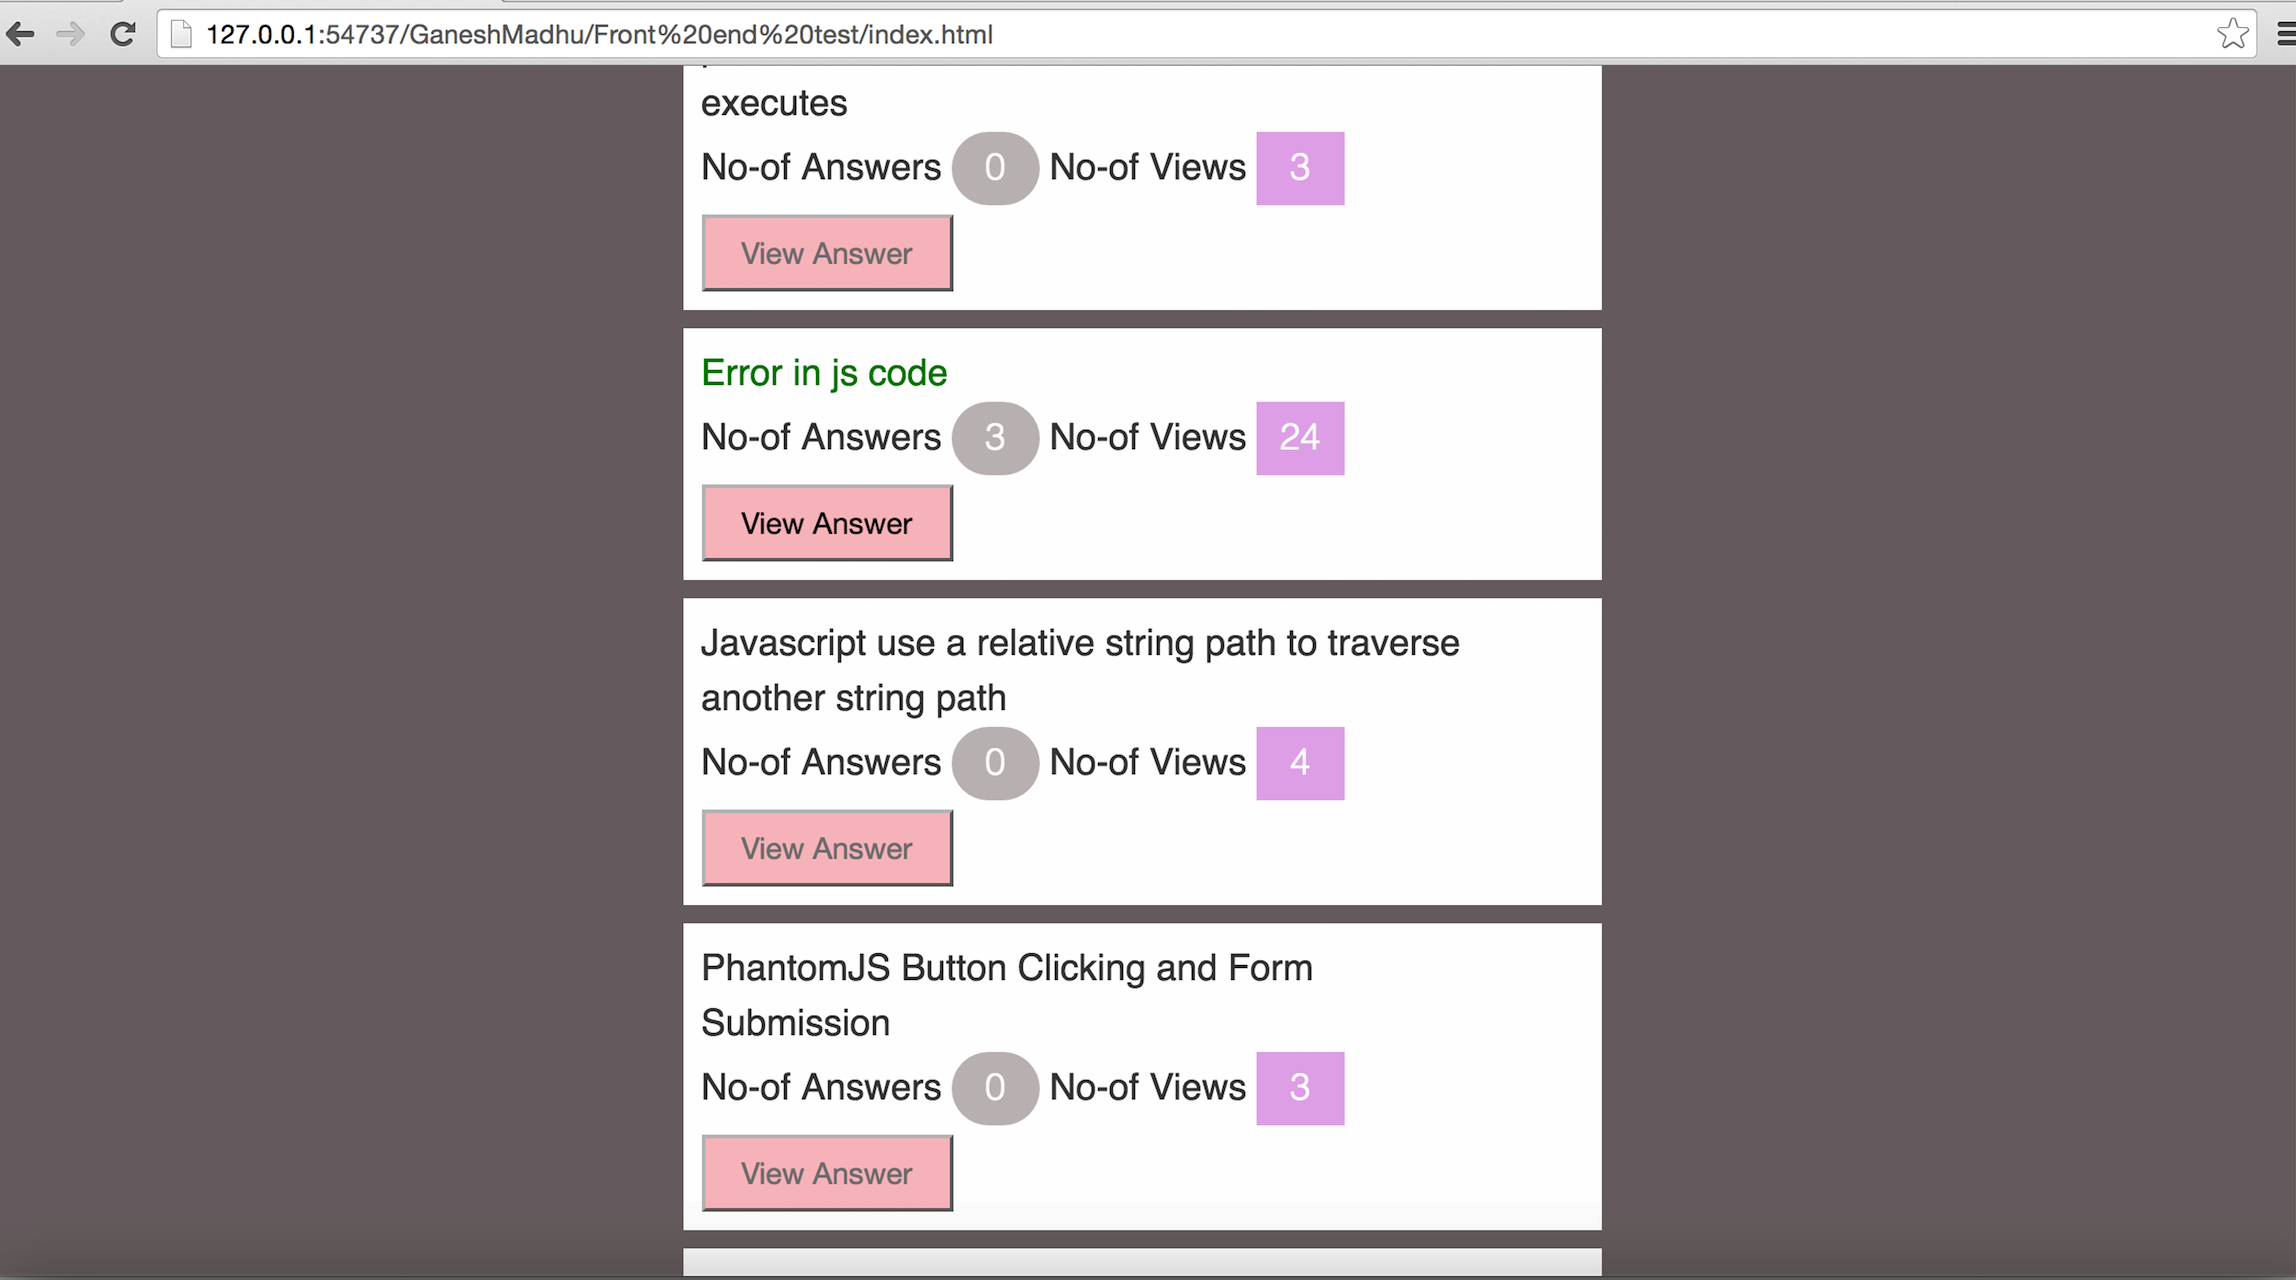 127.0.0.1:54737/GaneshMadhu/Front%20end%20test/index.html
executes
No-of Answers 0 No-of Views 3
View Answer
Error in js code
No-of Answers 3 No-of Views 24
View Answer
Javascript use a relative string path to traverse
another string path
No-of Answers 0 No-of Views 4
View Answer
PhantomJS Button Clicking and Form
Submission
No-of Answers 0 No-of Views 3
View Answer